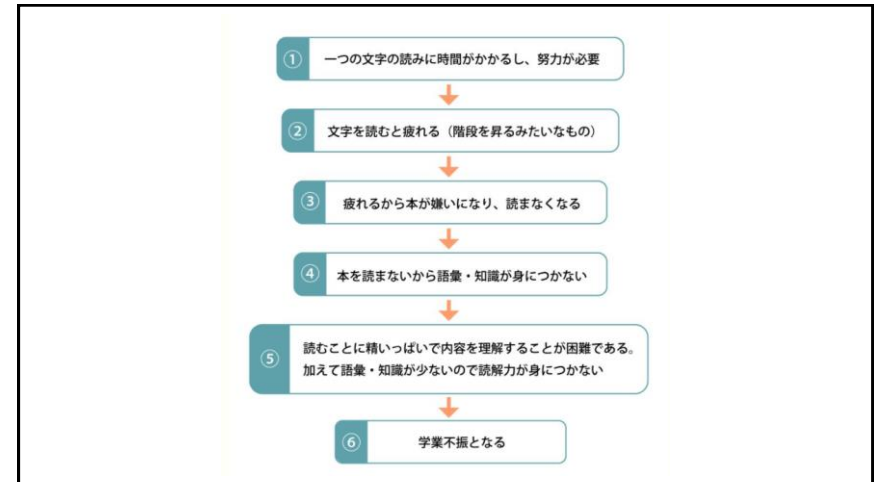 ① 一つの文字の読みに時間がかかるし、努力が必要
② 文字を読むと疲れる（階段を昇るみたいなもの）
③ 疲れるから本が嫌いになり、読まなくなる
④ 本を読まないから語彙・知識が身につかない
⑤ 読むことに精いっぱいで内容を理解することが困難である。
加えて語彙・知識が少ないので読解力が身につかない
⑥ 学業不振となる